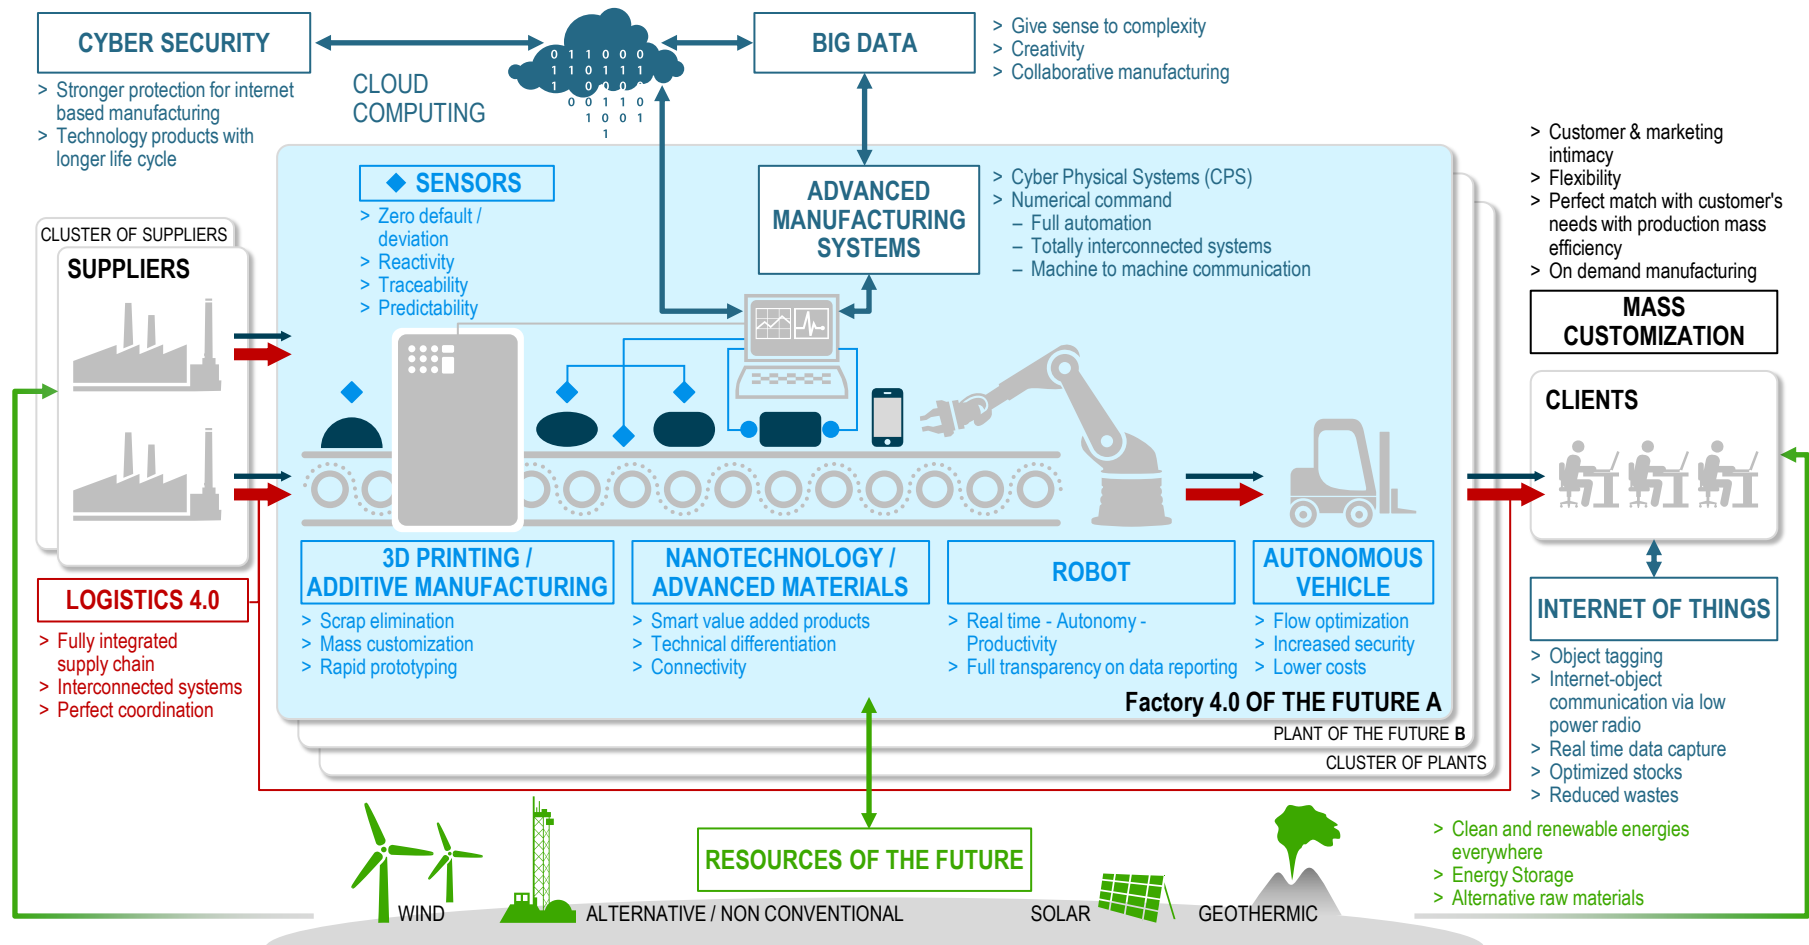 CYBER SECURITY
> Stronger protection for internet
based manufacturing
> Technology products with
longer life cycle
CLOUD
COMPUTING
0 1 1 0 0 0
1 1 0 1 1 1
1 0 0 0
0 0 1 1 0
1 1 0 0 1
1
BIG DATA
> Give sense to complexity
> Creativity
> Collaborative manufacturing
> Customer & marketing
intimacy
> Flexibility
> Perfect match with customer's
needs with production mass
efficiency
> On demand manufacturing
MASS
CUSTOMIZATION
SENSORS
> Zero default /
deviation
> Reactivity
> Traceability
> Predictability
ADVANCED
MANUFACTURING
SYSTEMS
> Cyber Physical Systems (CPS)
> Numerical command
– Full automation
– Totally interconnected systems
– Machine to machine communication
CLUSTER OF SUPPLIERS
SUPPLIERS
CLIENTS
3D PRINTING /
ADDITIVE MANUFACTURING
> Scrap elimination
> Mass customization
> Rapid prototyping
NANOTECHNOLOGY /
ADVANCED MATERIALS
> Smart value added products
> Technical differentiation
> Connectivity
ROBOT
> Real time - Autonomy -
Productivity
> Full transparency on data reporting
AUTONOMOUS
VEHICLE
> Flow optimization
> Increased security
> Lower costs
LOGISTICS 4.0
> Fully integrated
supply chain
> Interconnected systems
> Perfect coordination
INTERNET OF THINGS
> Object tagging
> Internet-object
communication via low
power radio
> Real time data capture
> Optimized stocks
> Reduced wastes
Factory 4.0 OF THE FUTURE A
PLANT OF THE FUTURE B
CLUSTER OF PLANTS
RESOURCES OF THE FUTURE
> Clean and renewable energies
everywhere
> Energy Storage
> Alternative raw materials
WIND
ALTERNATIVE / NON CONVENTIONAL
SOLAR
GEOTHERMIC